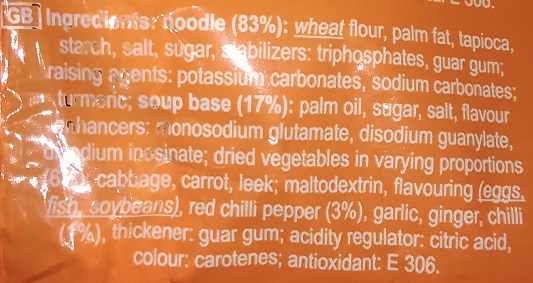 GB Ingredients: noodle (83%): wheat flour, palm fat, tapioca,
starch, salt, sugar, stabilizers: triphosphates, guar gum;
raising agents: potassium carbonates, sodium carbonates;
turmeric; soup base (17%): palm oil, sugar, salt, flavour
enhancers: monosodium glutamate, disodium guanylate,
disodium inosinate; dried vegetables in varying proportions
cabbage, carrot, leek; maltodextrin, flavouring (eggs,
fish, soybeans), red chilli pepper (3%), garlic, ginger, chilli
(1%), thickener: guar gum; acidity regulator: citric acid,
colour: carotenes; antioxidant: E 306.